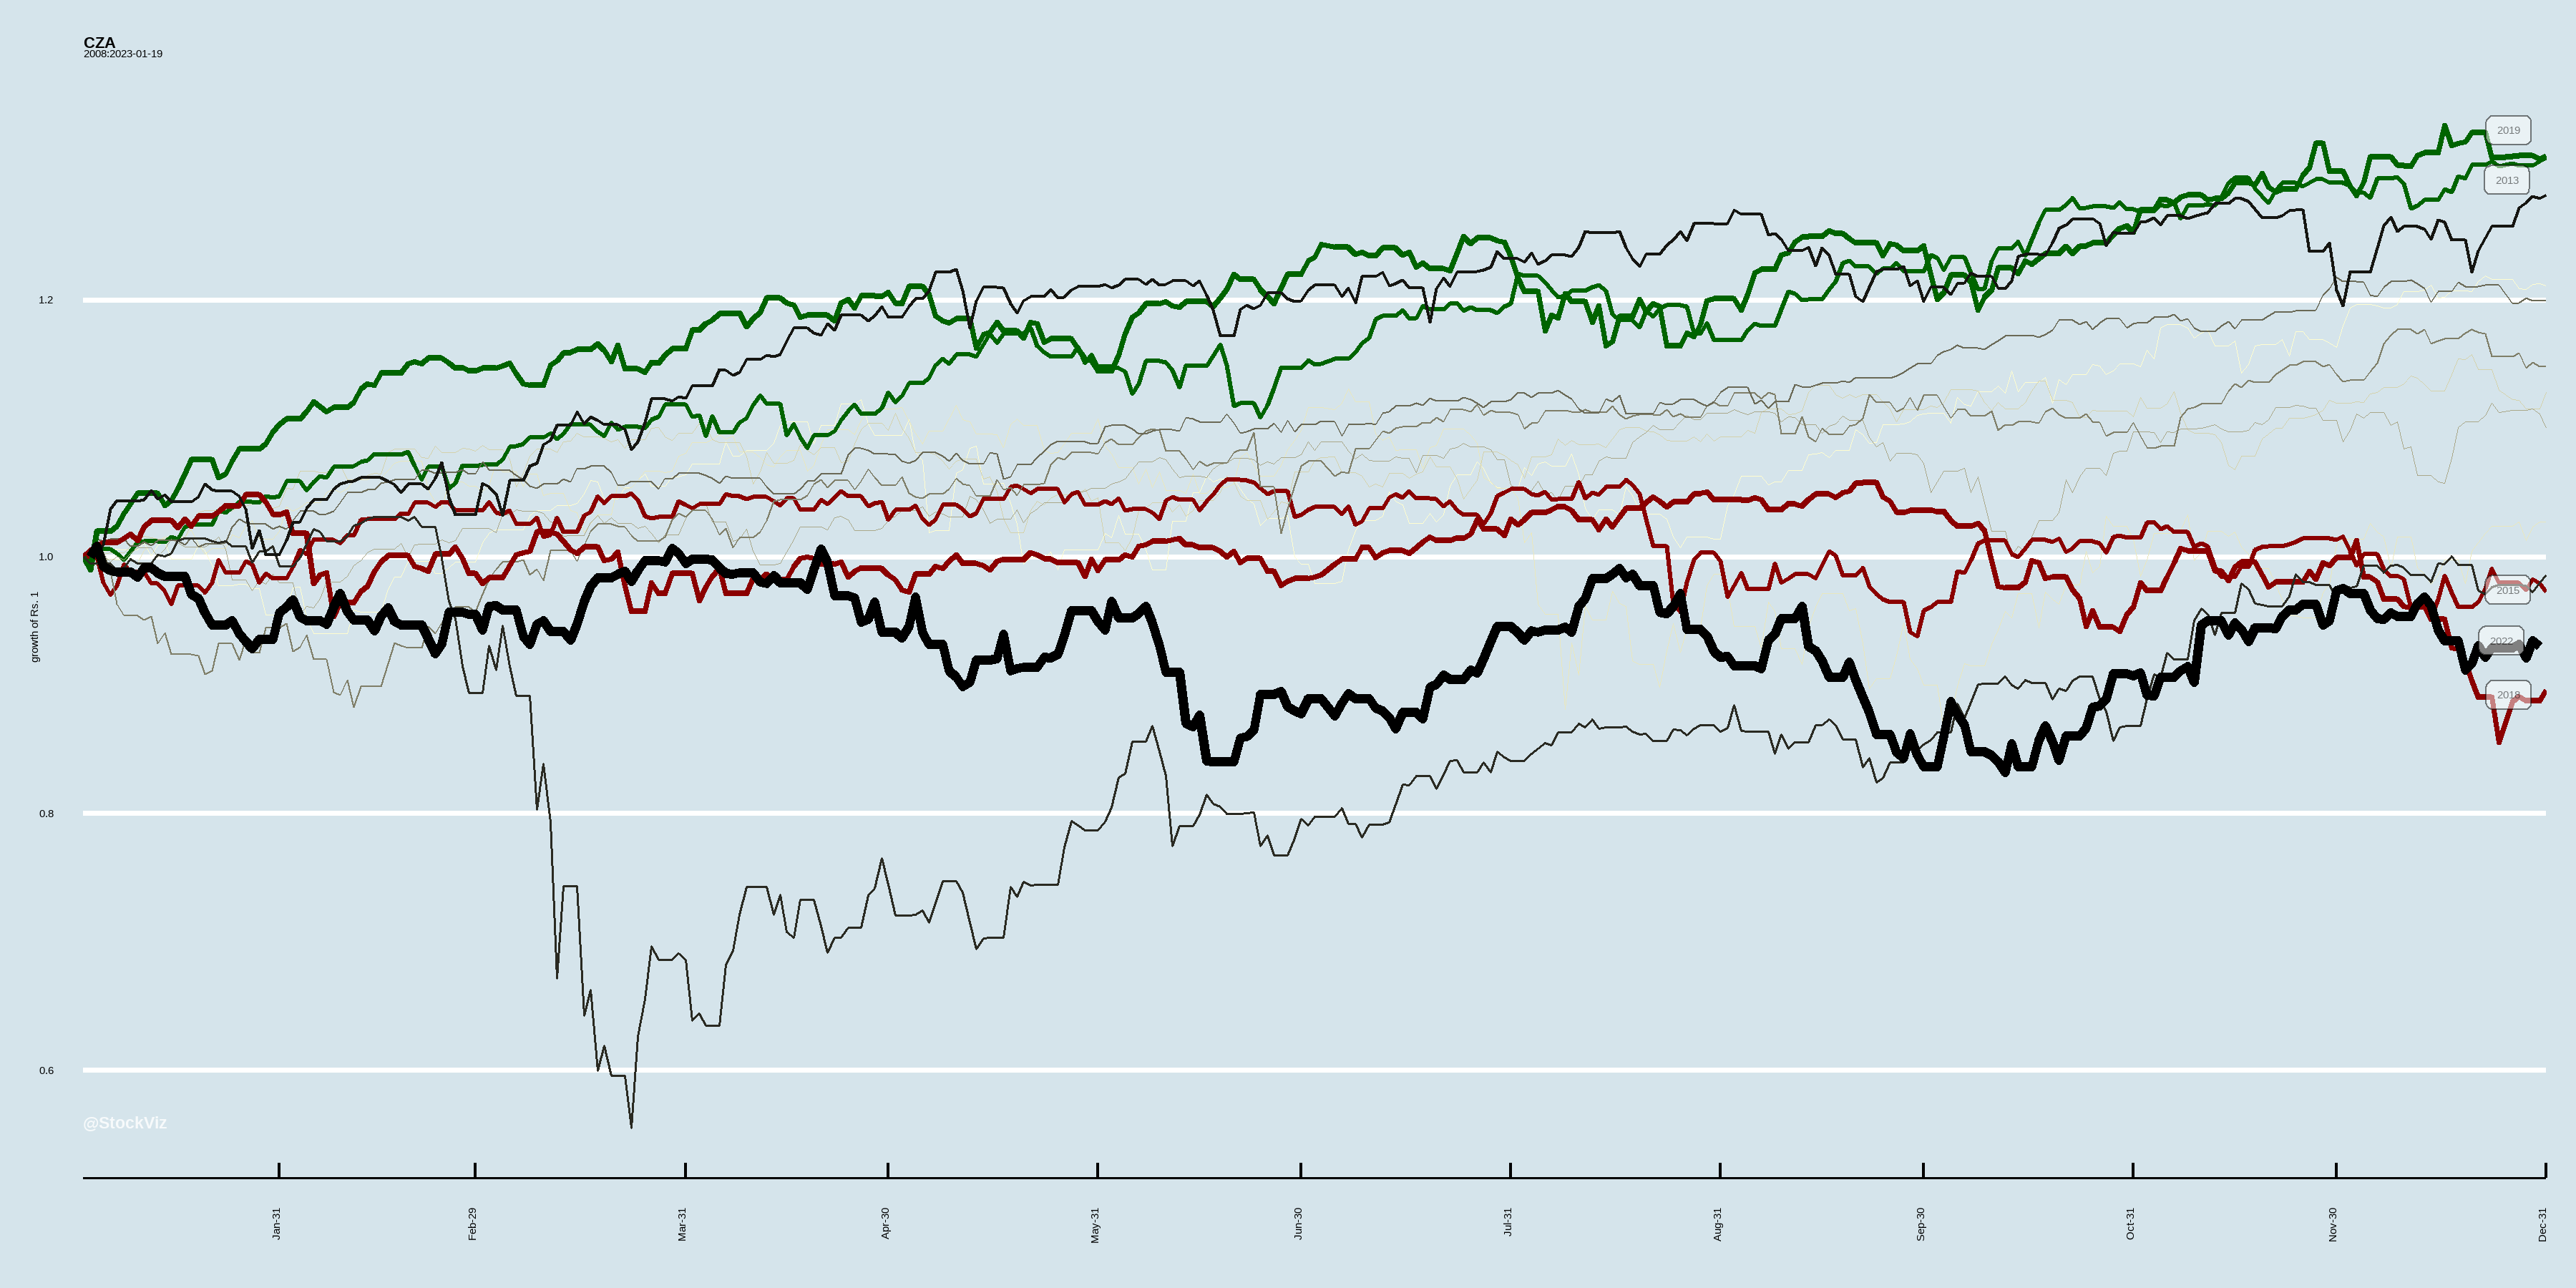 CZA
2008:2023-01-19
1.0
1.2
1.0
0.8
0.6
growth of Rs. 1
2019
2013
2015
2022
2018
@StockViz
Jan-31
Feb-29
Mar-31
Apr-30
May-31
Jun-30
Jul-31
Aug-31
Sep-30
Oct-31
Nov-30
Dec-31